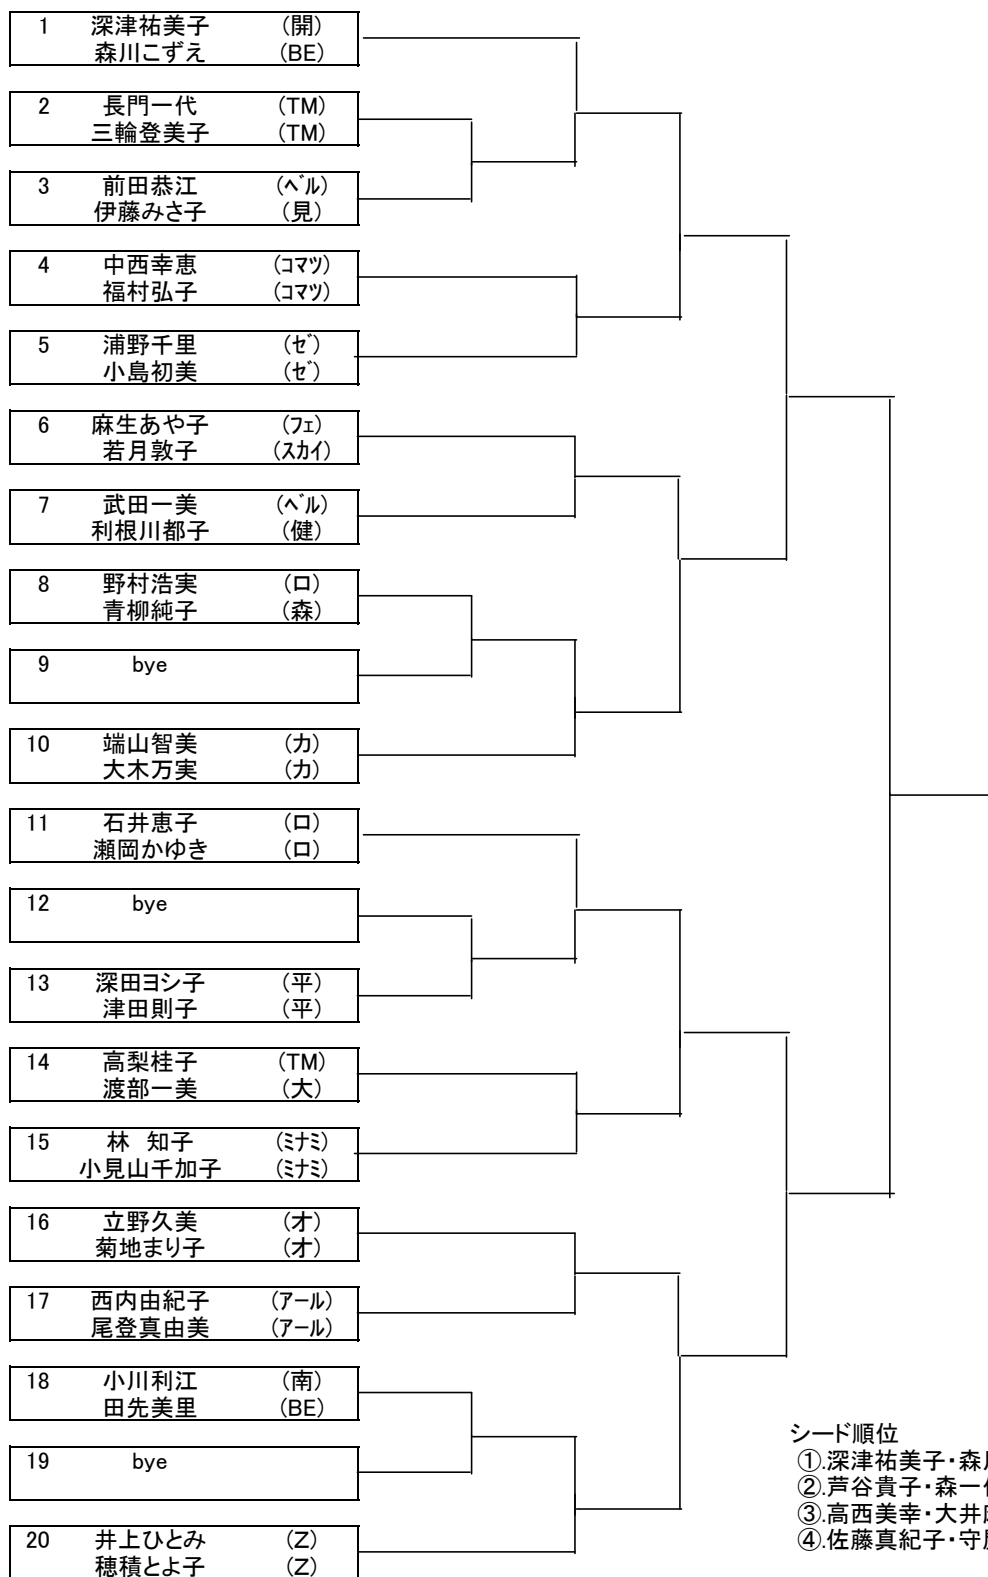 1 深津祐美子 (開)
森川こずえ (BE)
2 長門一代 (TM)
三輪登美子 (TM)
3 前田恭江 (ﾍﾞﾙ)
伊藤みさ子 (見)
4 中西幸恵 (ｺﾏﾂ)
福村弘子 (ｺﾏﾂ)
5 浦野千里 (ｾﾞ)
小島初美 (ｾﾞ)
6 麻生あや子 (ﾌｪ)
若月敦子 (ｽｶｲ)
7 武田一美 (ﾍﾞﾙ)
利根川都子 (健)
8 野村浩実 (ロ)
青柳純子 (森)
9 bye
10 端山智美 (カ)
大木万実 (カ)
11 石井恵子 (ロ)
瀬岡かゆき (ロ)
12 bye
13 深田ヨシ子 (平)
津田則子 (平)
14 高梨桂子 (TM)
渡部一美 (大)
15 林 知子 (ﾐﾅﾐ)
小見山千加子 (ﾐﾅﾐ)
16 立野久美 (オ)
菊地まり子 (オ)
17 西内由紀子 (ｱｰﾙ)
尾登真由美 (ｱｰﾙ)
18 小川利江 (南)
田先美里 (BE)
19 bye
20 井上ひとみ (Z)
穂積とよ子 (Z)
シード順位
①.深津祐美子・森
②.芦谷貴子・森一
③.高西美幸・大井
④.佐藤真紀子・守